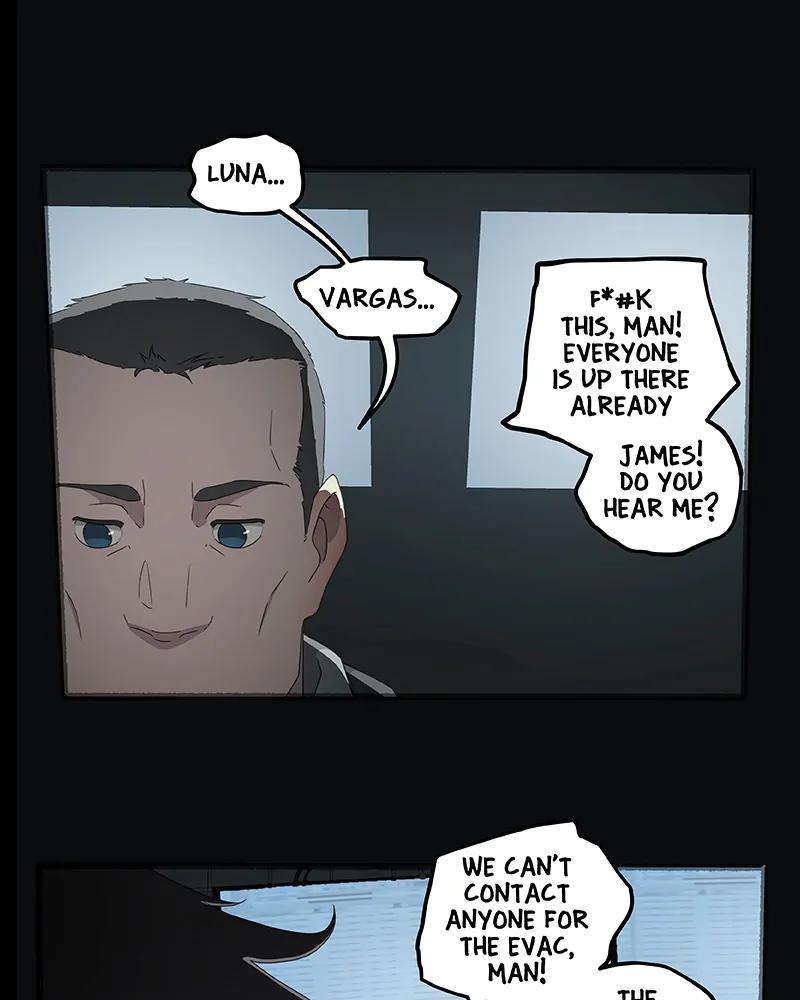 LUNA...
VARGAS...
F*#K
THIS, MAN!
EVERYONE
IS UP THERE
ALREADY
JAMES!
DO YOU
HEAR ME?
WE CAN'T
CONTACT
ANYONE FOR
THE EVAC,
MAN!
THE